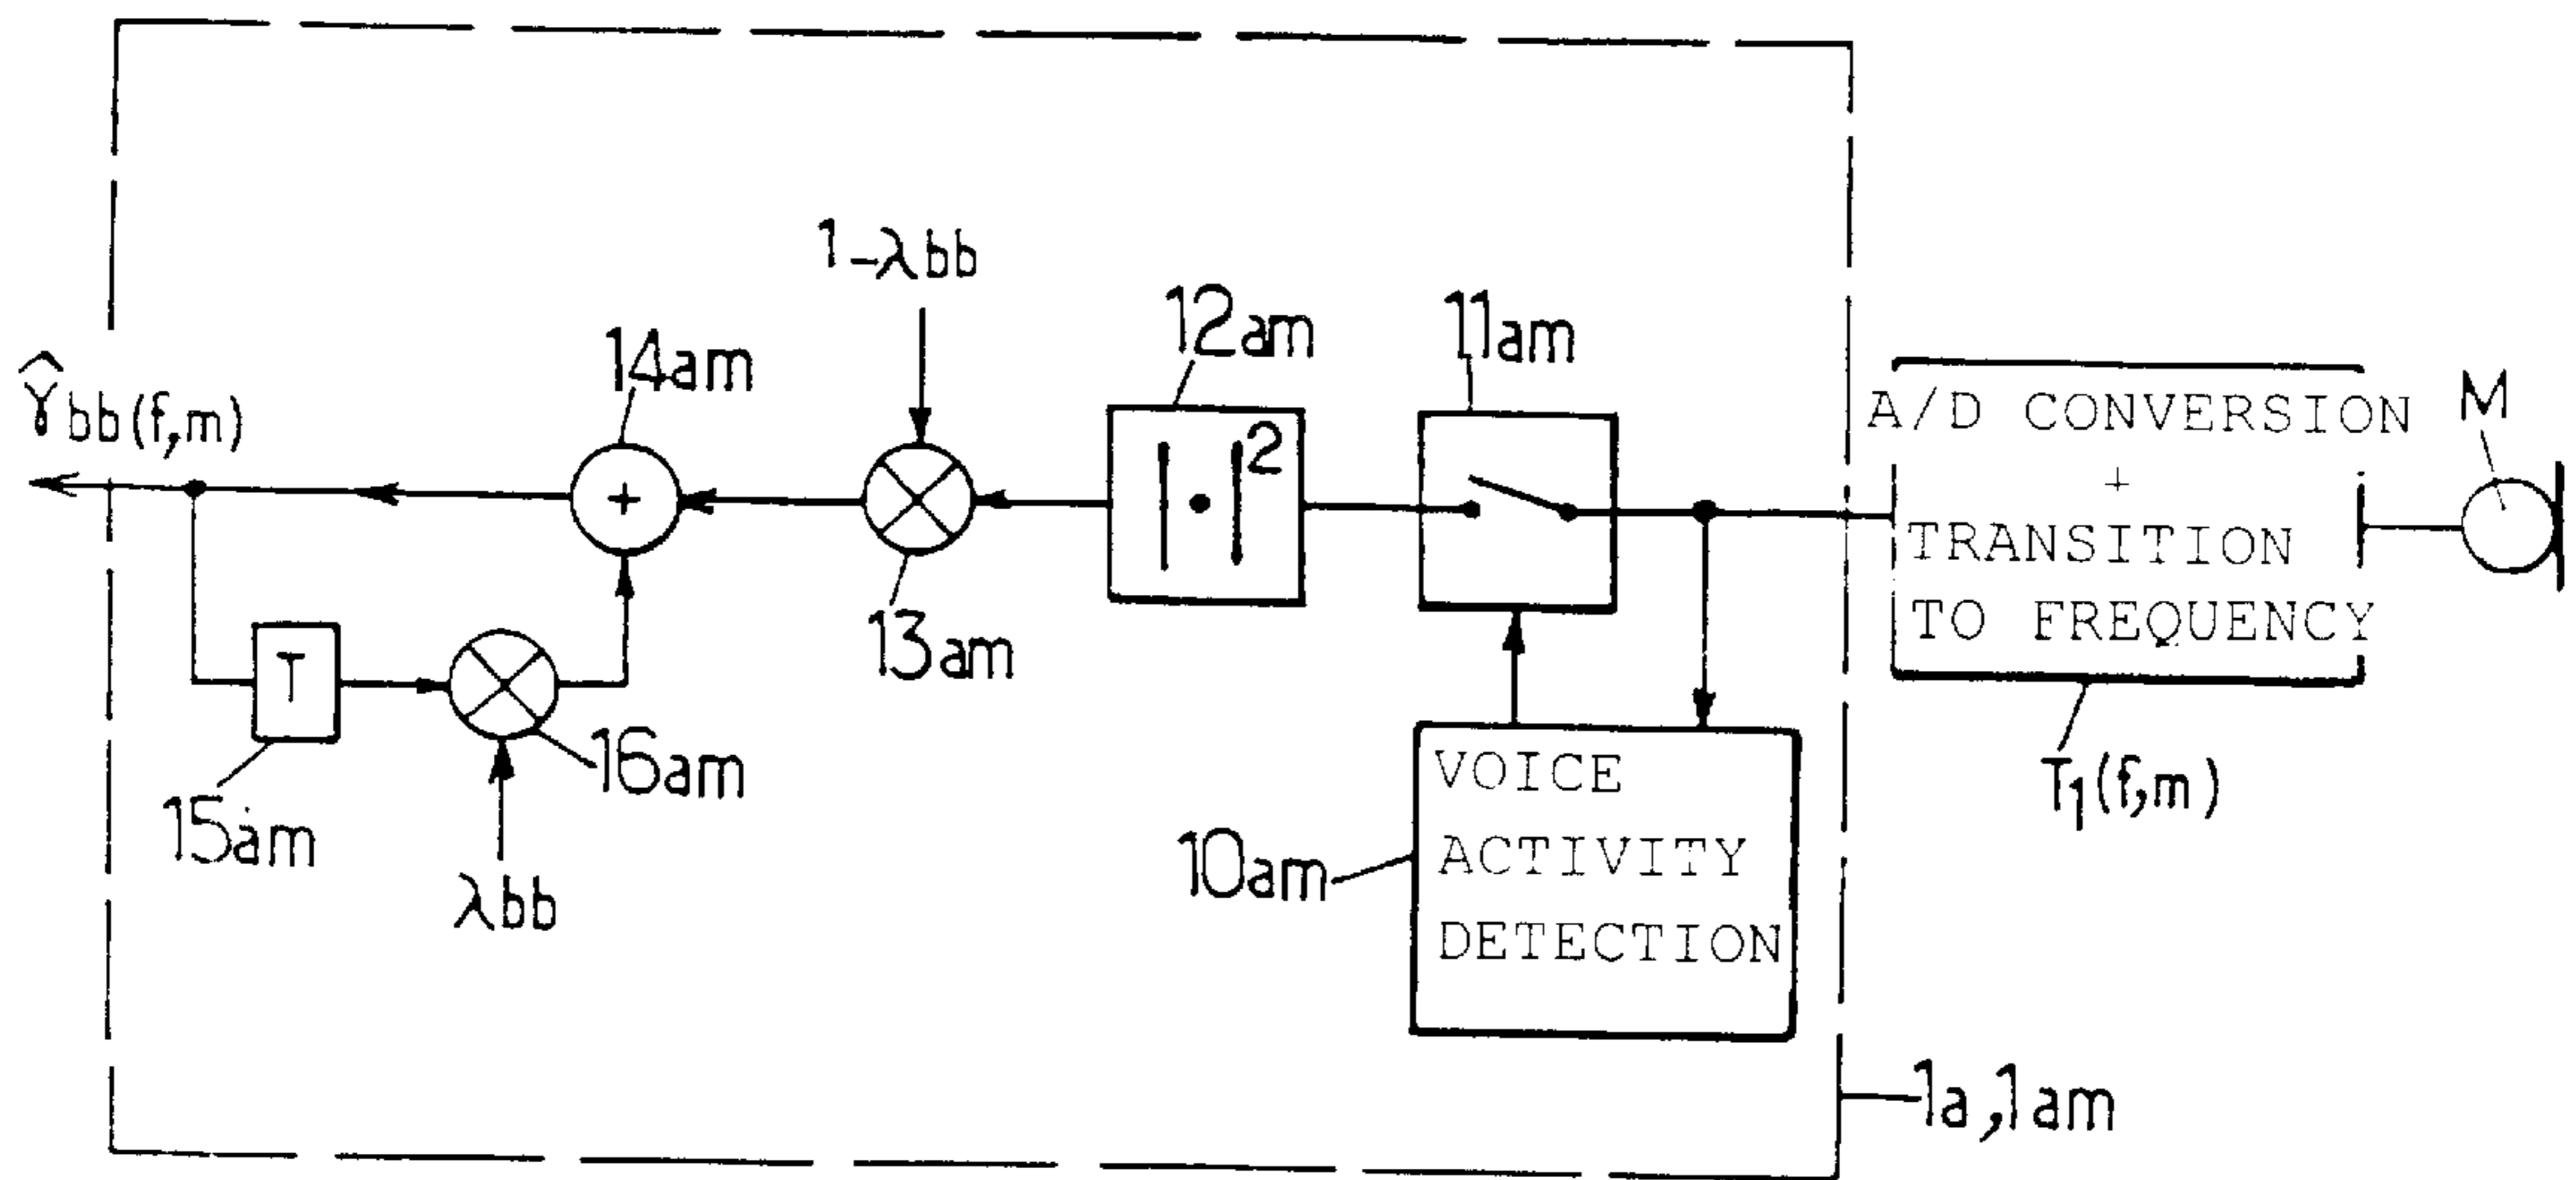 1-λbb
12am
11am
14am
γ̂bb(f,m)
A/D CONVERSION
+
TRANSITION
TO FREQUENCY
M
|•|2
+
13am
T
16am
15am
λbb
VOICE
ACTIVITY
DETECTION
10am
T1(f,m)
1a,1am